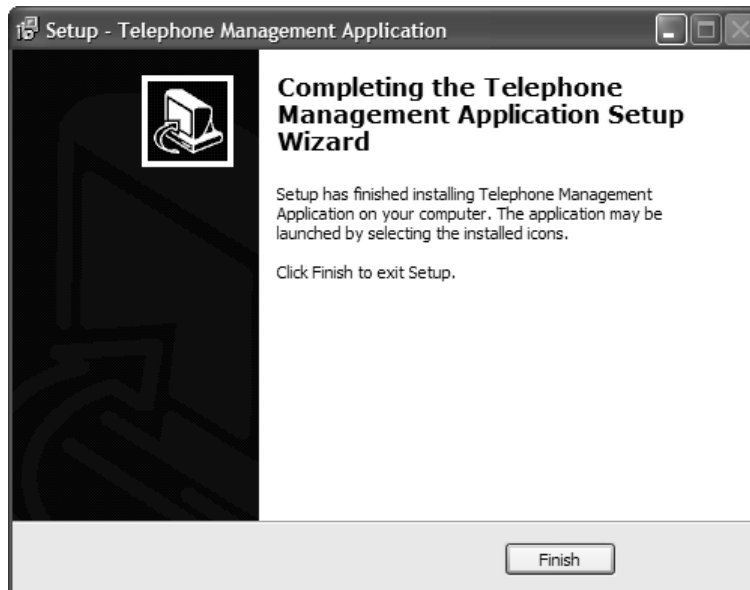 Setup - Telephone Management Application
Completing the Telephone
Management Application Setup
Wizard
Setup has finished installing Telephone Management
Application on your computer. The application may be
launched by selecting the installed icons.
Click Finish to exit Setup.
Finish